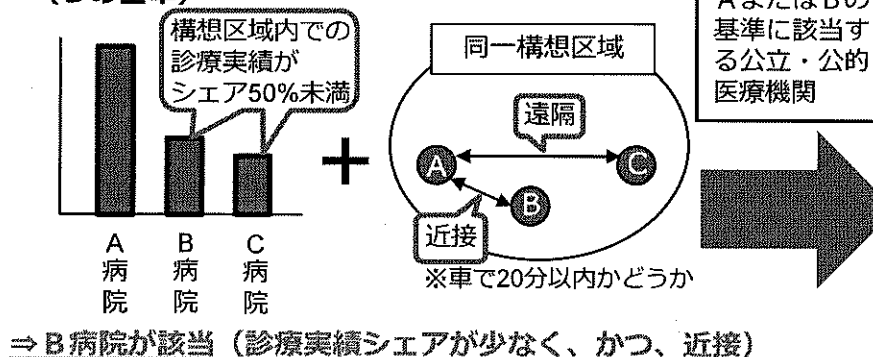 構想区域内での
診療実績が
シェア50%未満
同一構想区域
遠隔
A
C
B
近接
※車で20分以内かどうか
A
病
院
B
病
院
C
病
院
AまたはBの
基準に該当す
る公立・公的
医療機関
⇒B病院が該当（診療実績シェアが少なく、かつ、近接）